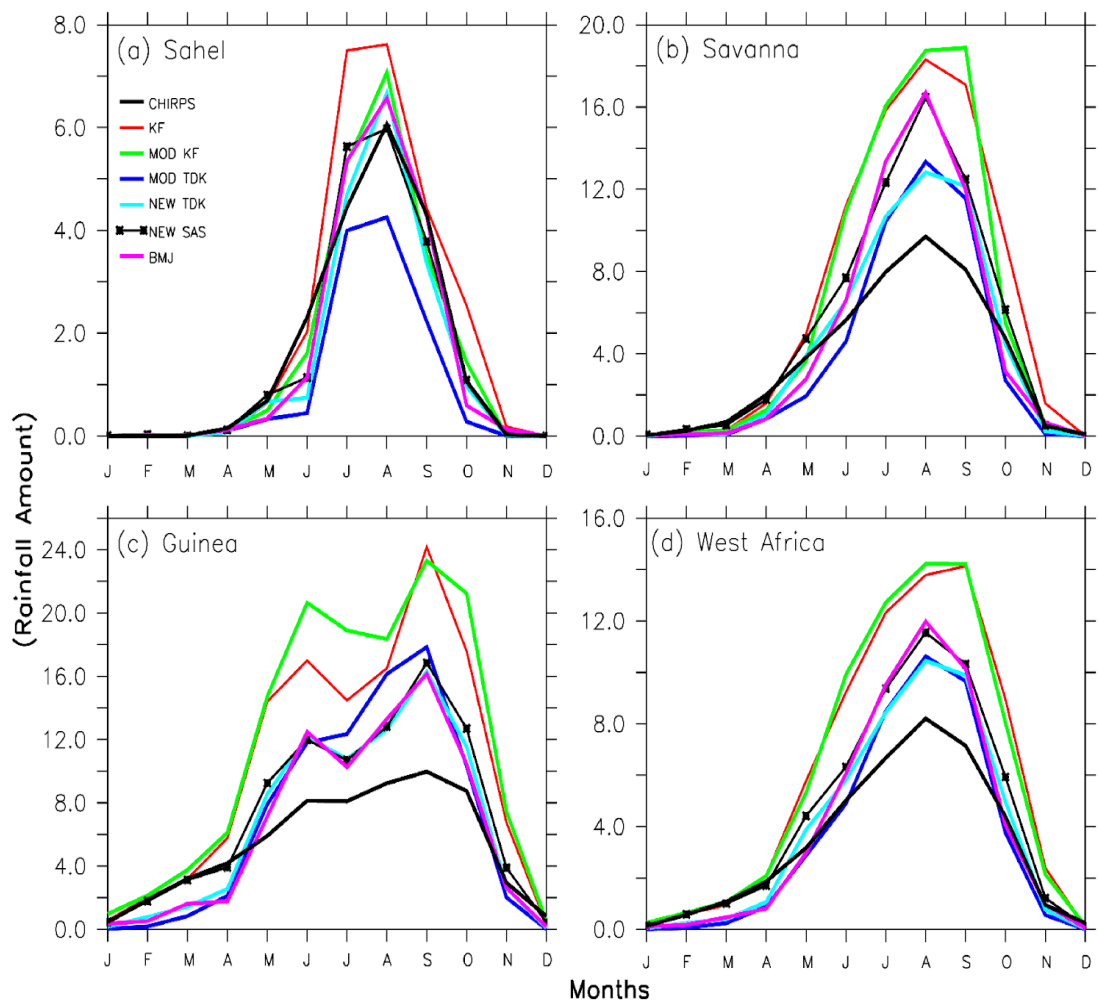 (a) Sahel
8.0
6.0
4.0
2.0
0.0
CHIRPS
KF
MOD KF
MOD TDK
NEW TDK
NEW SAS
BMJ
J F M A M J J A S O N D
(b) Savanna
20.0
16.0
12.0
8.0
4.0
0.0
J F M A M J J A S O N D
(c) Guinea
24.0
20.0
16.0
12.0
8.0
4.0
0.0
J F M A M J J A S O N D
(d) West Africa
16.0
12.0
8.0
4.0
0.0
J F M A M J J A S O N D
(Rainfall Amount)
Months